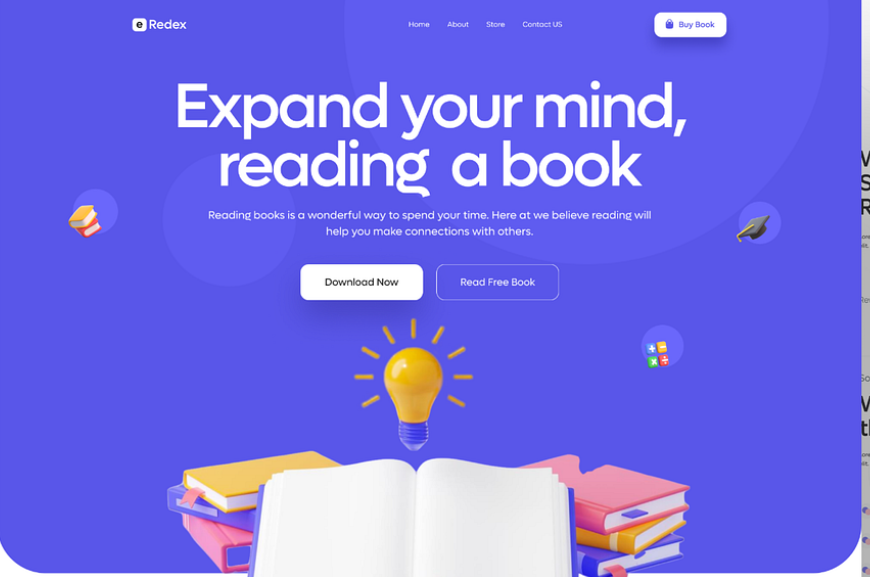 e Redex
Home About Store Contact US
Buy Book
Expand your mind,
reading a book
Reading books is a wonderful way to spend your time. Here at we believe reading will
help you make connections with others.
Download Now
Read Free Book